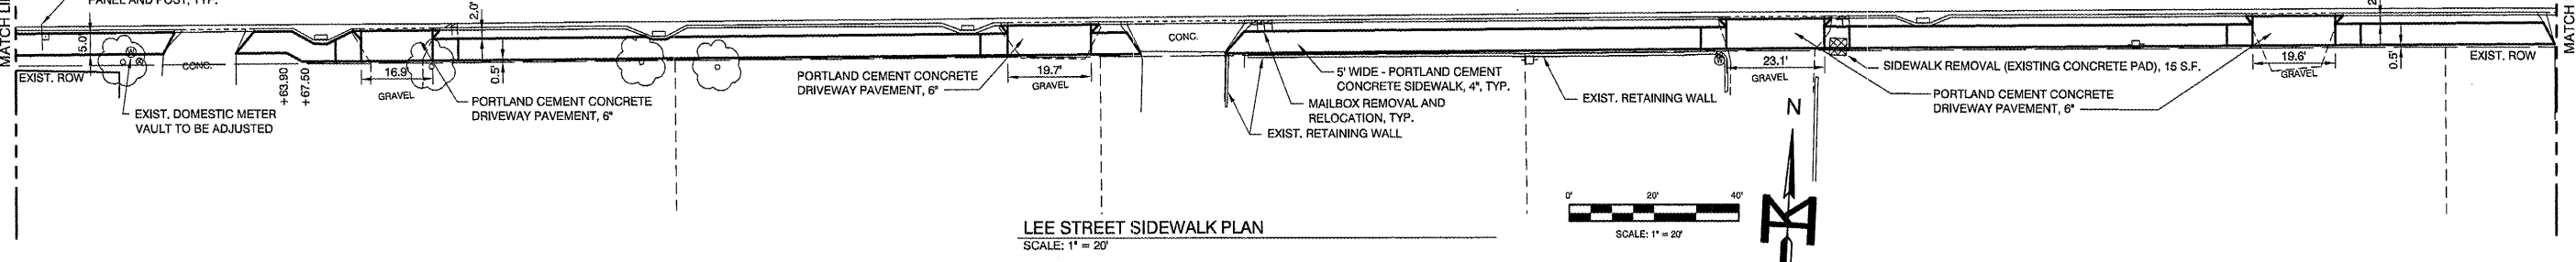 PANEL AND POST, TYP.
MATCH LI
5.0'
2.0'
CONC.
EXIST. ROW
EXIST. DOMESTIC METER
VAULT TO BE ADJUSTED
+63.90
+67.50
16.9'
GRAVEL
0.5'
PORTLAND CEMENT CONCRETE
DRIVEWAY PAVEMENT, 6"
PORTLAND CEMENT CONCRETE
DRIVEWAY PAVEMENT, 6"
19.7'
GRAVEL
CONC.
5' WIDE - PORTLAND CEMENT
CONCRETE SIDEWALK, 4", TYP.
MAILBOX REMOVAL AND
RELOCATION, TYP.
EXIST. RETAINING WALL
EXIST. RETAINING WALL
23.1'
GRAVEL
SIDEWALK REMOVAL (EXISTING CONCRETE PAD), 15 S.F.
PORTLAND CEMENT CONCRETE
DRIVEWAY PAVEMENT, 6"
19.6'
GRAVEL
0.5'
2
EXIST. ROW
MATCH
N
0' 20' 40'
SCALE: 1" = 20'
LEE STREET SIDEWALK PLAN
SCALE: 1" = 20'